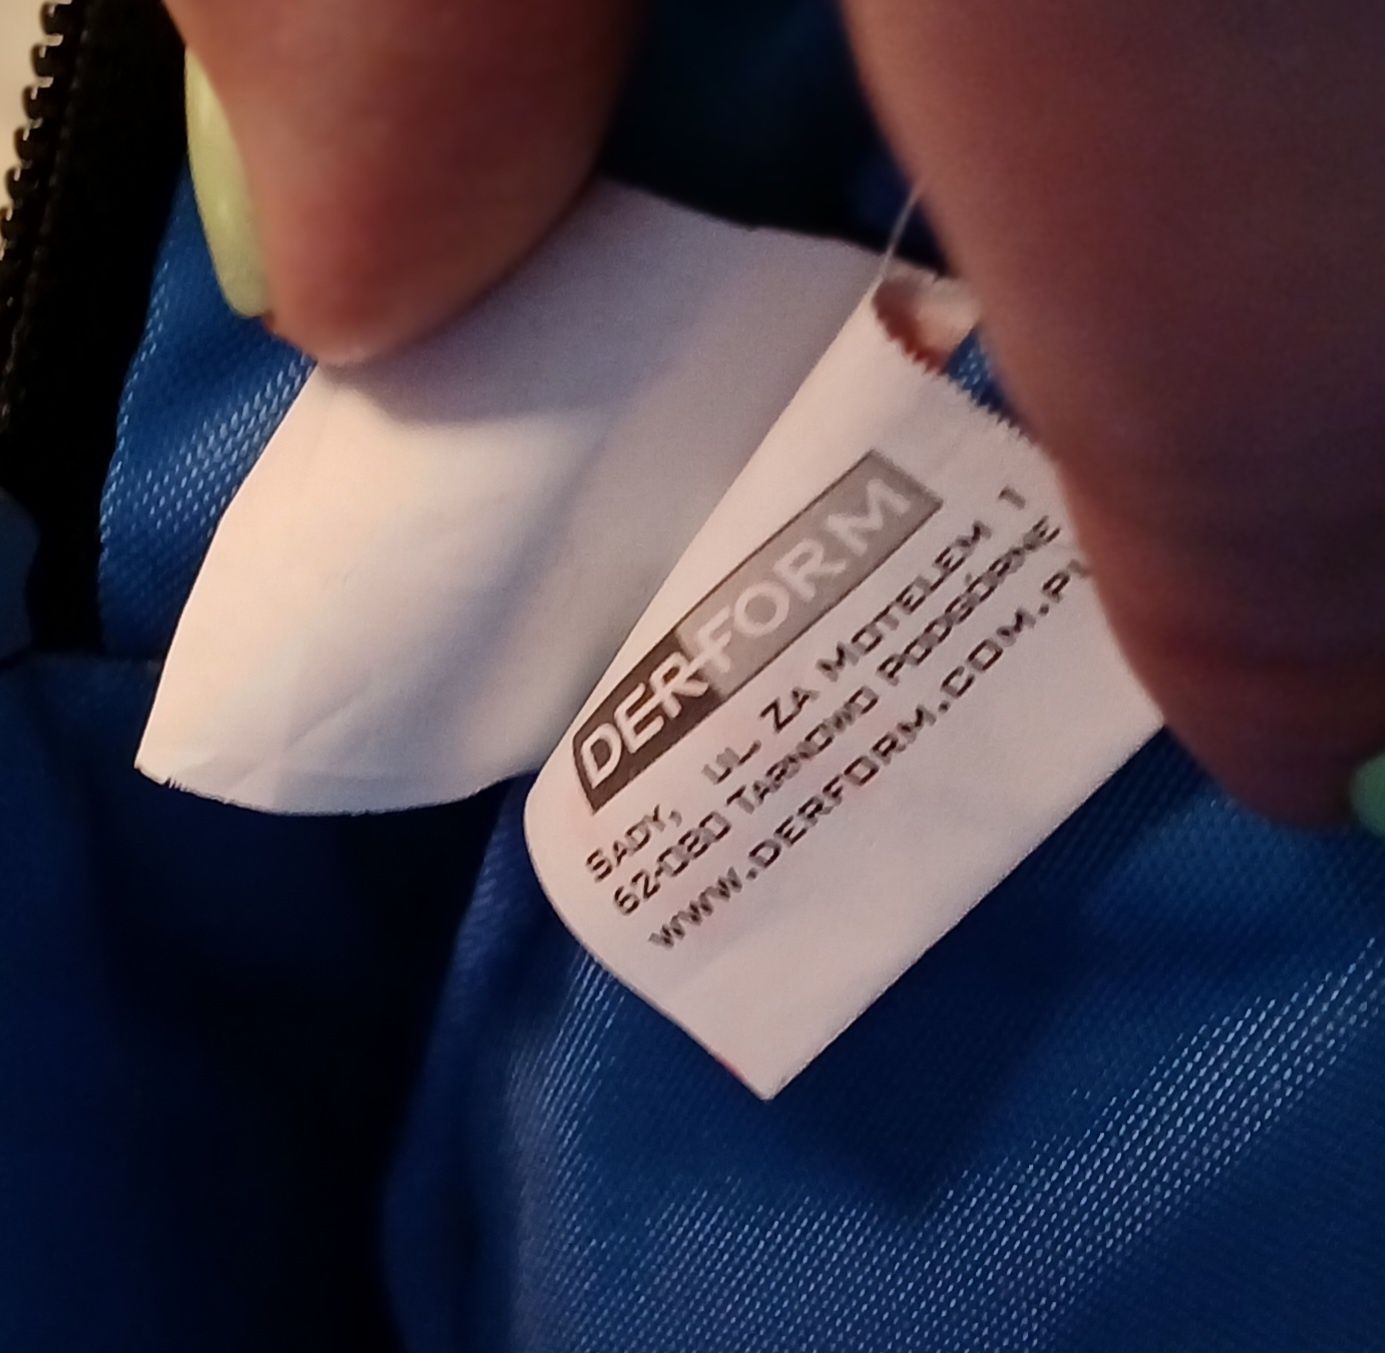 DERFORM
SADY, UL. ZA MOTELEM 1
62-080 TARNOWO PODGÓRNE
WWW.DERFORM.COM.PL